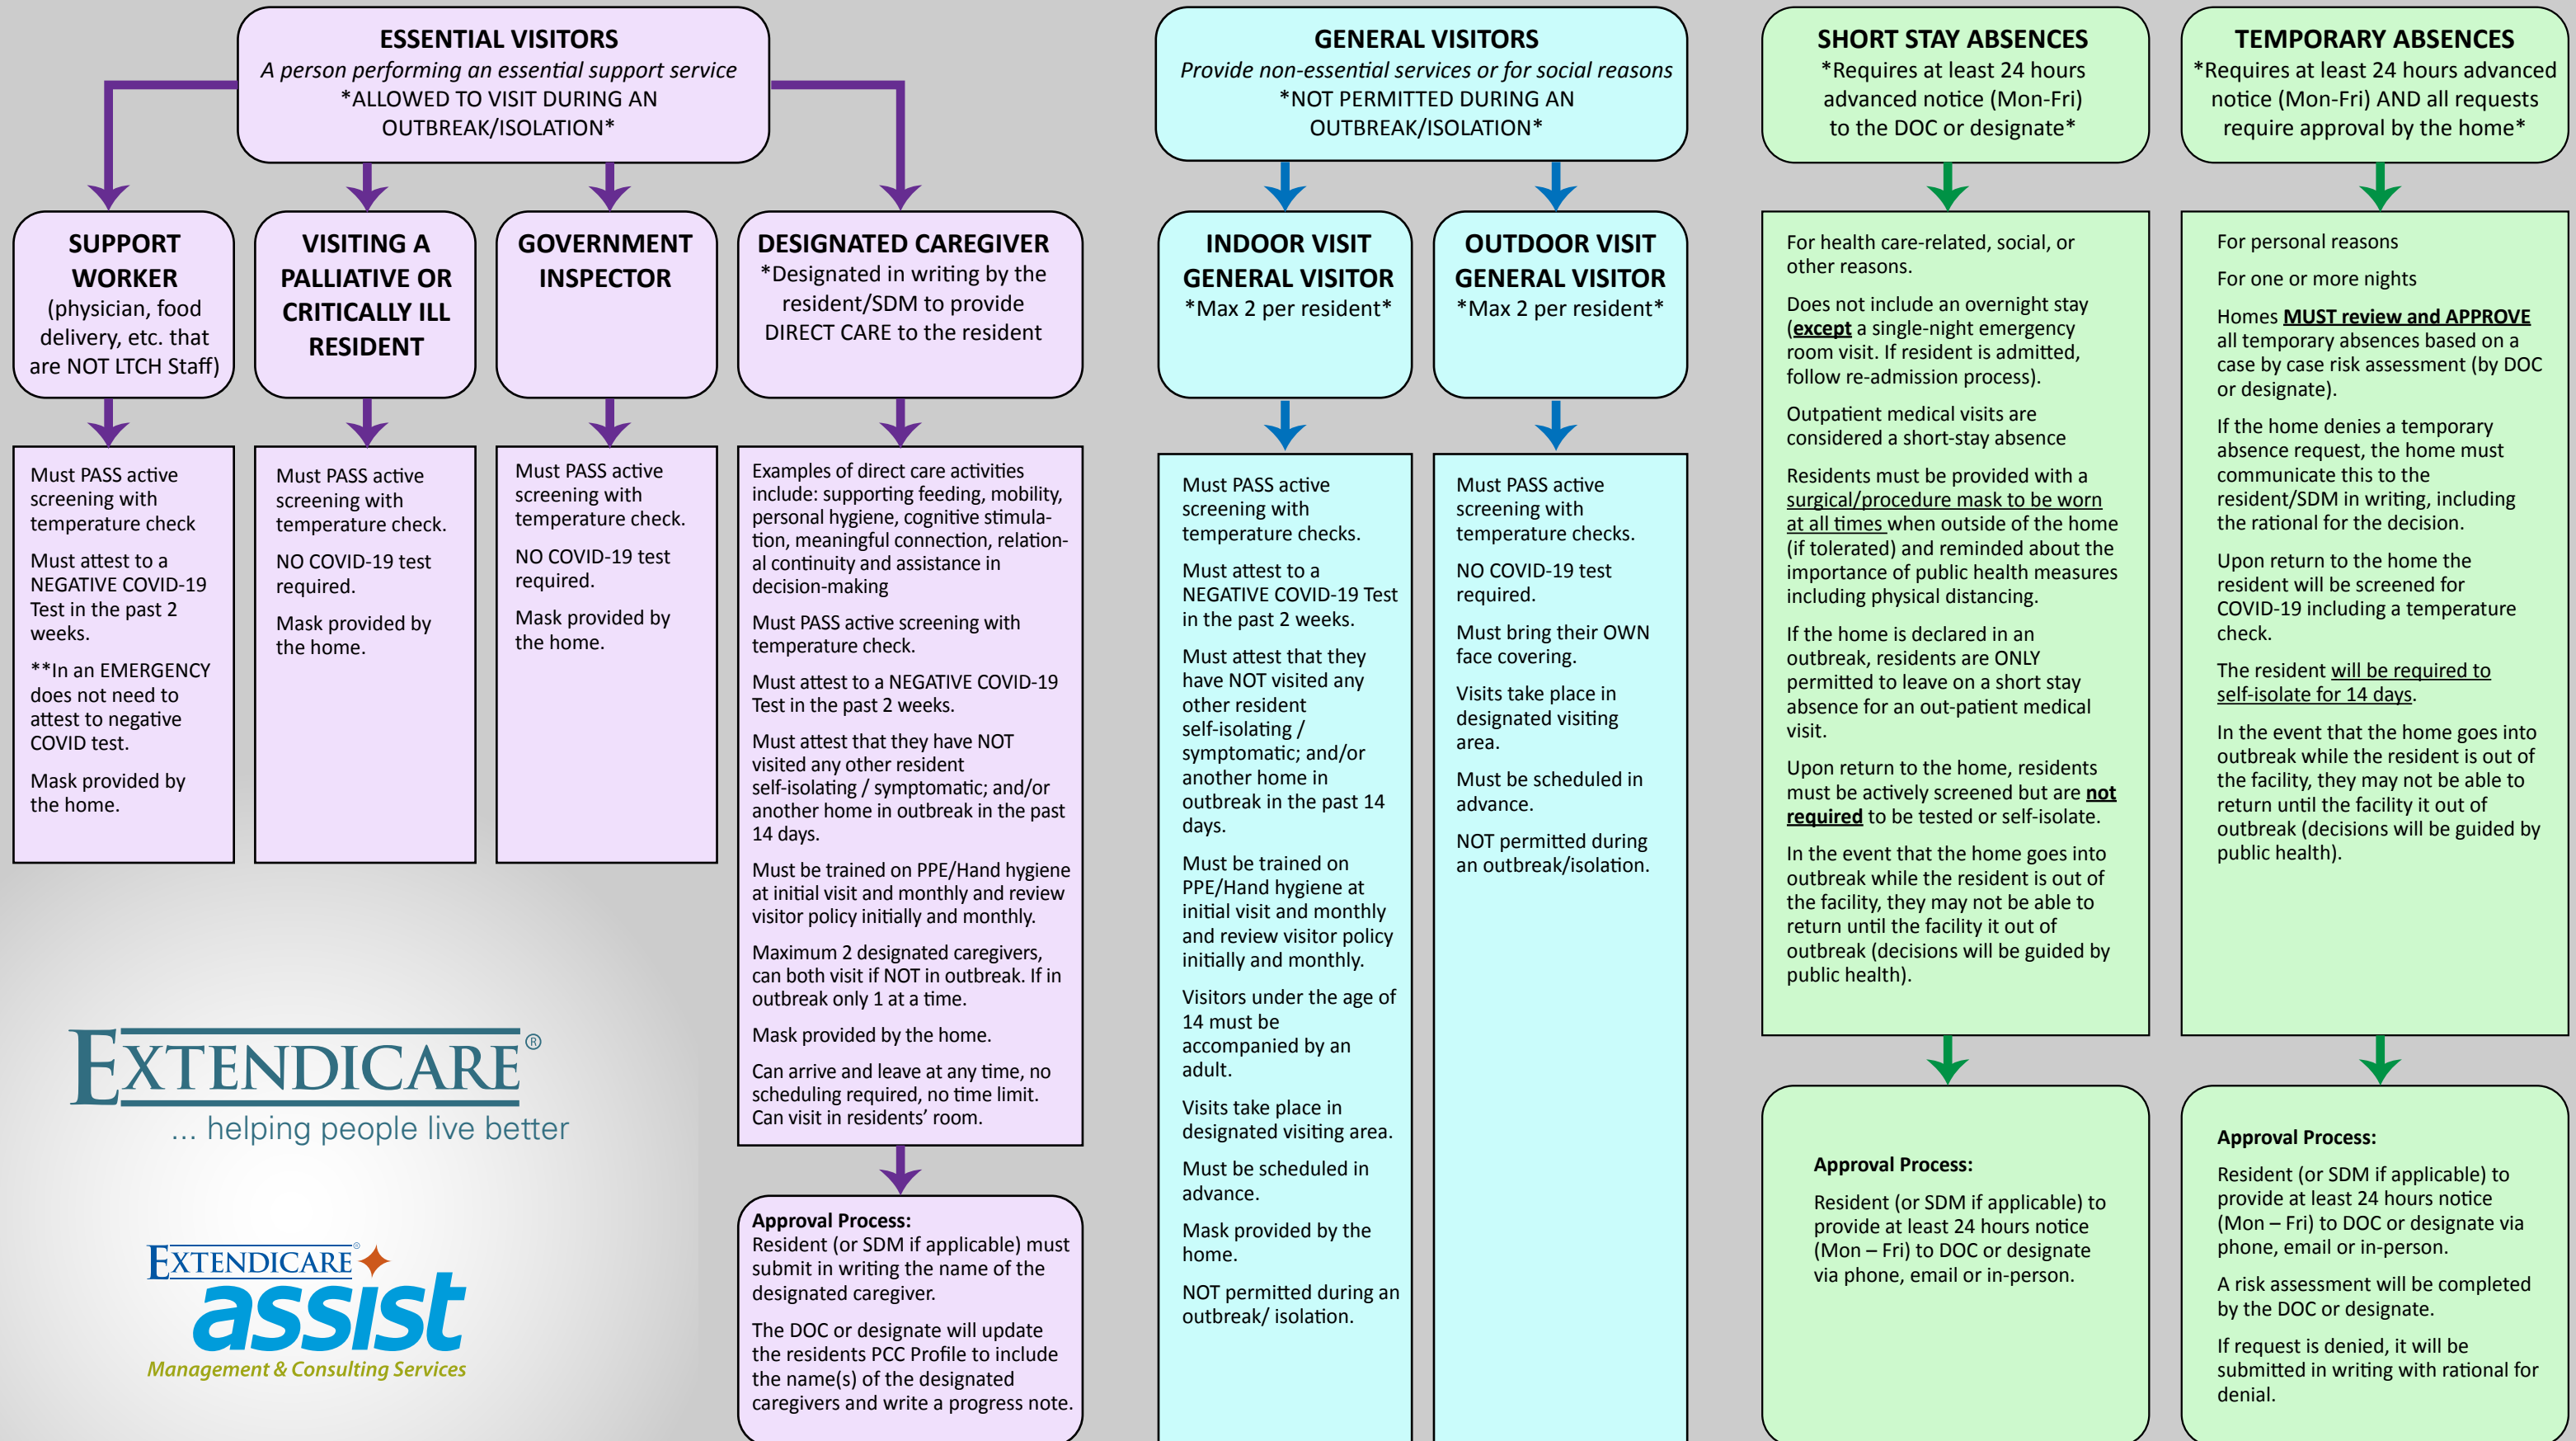 ESSENTIAL VISITORS
A person performing an essential support service
*ALLOWED TO VISIT DURING AN
OUTBREAK/ISOLATION*
SUPPORT
WORKER
(physician, food
delivery, etc. that
are NOT LTCH Staff)
Must PASS active
screening with
temperature check
Must attest to a
NEGATIVE COVID-19
Test in the past 2
weeks.
**In an EMERGENCY
does not need to
attest to negative
COVID test.
Mask provided by
the home.
VISITING A
PALLIATIVE OR
CRITICALLY ILL
RESIDENT
Must PASS active
screening with
temperature check.
NO COVID-19 test
required.
Mask provided by
the home.
GOVERNMENT
INSPECTOR
Must PASS active
screening with
temperature check.
NO COVID-19 test
required.
Mask provided by
the home.
DESIGNATED CAREGIVER
*Designated in writing by the
resident/SDM to provide
DIRECT CARE to the resident
Examples of direct care activities
include: supporting feeding, mobility,
personal hygiene, cognitive stimula-
tion, meaningful connection, relation-
al continuity and assistance in
decision-making
Must PASS active screening with
temperature check.
Must attest to a NEGATIVE COVID-19
Test in the past 2 weeks.
Must attest that they have NOT
visited any other resident
self-isolating / symptomatic; and/or
another home in outbreak in the past
14 days.
Must be trained on PPE/Hand hygiene
at initial visit and monthly and review
visitor policy initially and monthly.
Maximum 2 designated caregivers,
can both visit if NOT in outbreak. If in
outbreak only 1 at a time.
Mask provided by the home.
Can arrive and leave at any time, no
scheduling required, no time limit.
Can visit in residents’ room.
Approval Process:
Resident (or SDM if applicable) must
submit in writing the name of the
designated caregiver.
The DOC or designate will update
the residents PCC Profile to include
the name(s) of the designated
caregivers and write a progress note.
GENERAL VISITORS
Provide non-essential services or for social reasons
*NOT PERMITTED DURING AN
OUTBREAK/ISOLATION*
INDOOR VISIT
GENERAL VISITOR
*Max 2 per resident*
Must PASS active
screening with
temperature checks.
Must attest to a
NEGATIVE COVID-19 Test
in the past 2 weeks.
Must attest that they
have NOT visited any
other resident
self-isolating /
symptomatic; and/or
another home in
outbreak in the past 14
days.
Must be trained on
PPE/Hand hygiene at
initial visit and monthly
and review visitor policy
initially and monthly.
Visitors under the age of
14 must be
accompanied by an
adult.
Visits take place in
designated visiting area.
Must be scheduled in
advance.
Mask provided by the
home.
NOT permitted during an
outbreak/ isolation.
OUTDOOR VISIT
GENERAL VISITOR
*Max 2 per resident*
Must PASS active
screening with
temperature checks.
NO COVID-19 test
required.
Must bring their OWN
face covering.
Visits take place in
designated visiting
area.
Must be scheduled in
advance.
NOT permitted during
an outbreak/isolation.
SHORT STAY ABSENCES
*Requires at least 24 hours
advanced notice (Mon-Fri)
to the DOC or designate*
For health care-related, social, or
other reasons.
Does not include an overnight stay
(except a single-night emergency
room visit. If resident is admitted,
follow re-admission process).
Outpatient medical visits are
considered a short-stay absence
Residents must be provided with a
surgical/procedure mask to be worn
at all times when outside of the home
(if tolerated) and reminded about the
importance of public health measures
including physical distancing.
If the home is declared in an
outbreak, residents are ONLY
permitted to leave on a short stay
absence for an out-patient medical
visit.
Upon return to the home, residents
must be actively screened but are not
required to be tested or self-isolate.
In the event that the home goes into
outbreak while the resident is out of
the facility, they may not be able to
return until the facility it out of
outbreak (decisions will be guided by
public health).
Approval Process:
Resident (or SDM if applicable) to
provide at least 24 hours notice
(Mon – Fri) to DOC or designate
via phone, email or in-person.
TEMPORARY ABSENCES
*Requires at least 24 hours advanced
notice (Mon-Fri) AND all requests
require approval by the home*
For personal reasons
For one or more nights
Homes MUST review and APPROVE
all temporary absences based on a
case by case risk assessment (by DOC
or designate).
If the home denies a temporary
absence request, the home must
communicate this to the
resident/SDM in writing, including
the rational for the decision.
Upon return to the home the
resident will be screened for
COVID-19 including a temperature
check.
The resident will be required to
self-isolate for 14 days.
In the event that the home goes into
outbreak while the resident is out of
the facility, they may not be able to
return until the facility it out of
outbreak (decisions will be guided by
public health).
Approval Process:
Resident (or SDM if applicable) to
provide at least 24 hours notice
(Mon – Fri) to DOC or designate via
phone, email or in-person.
A risk assessment will be completed
by the DOC or designate.
If request is denied, it will be
submitted in writing with rational for
denial.
EXTENDICARE®
... helping people live better
EXTENDICARE®
assist
Management & Consulting Services